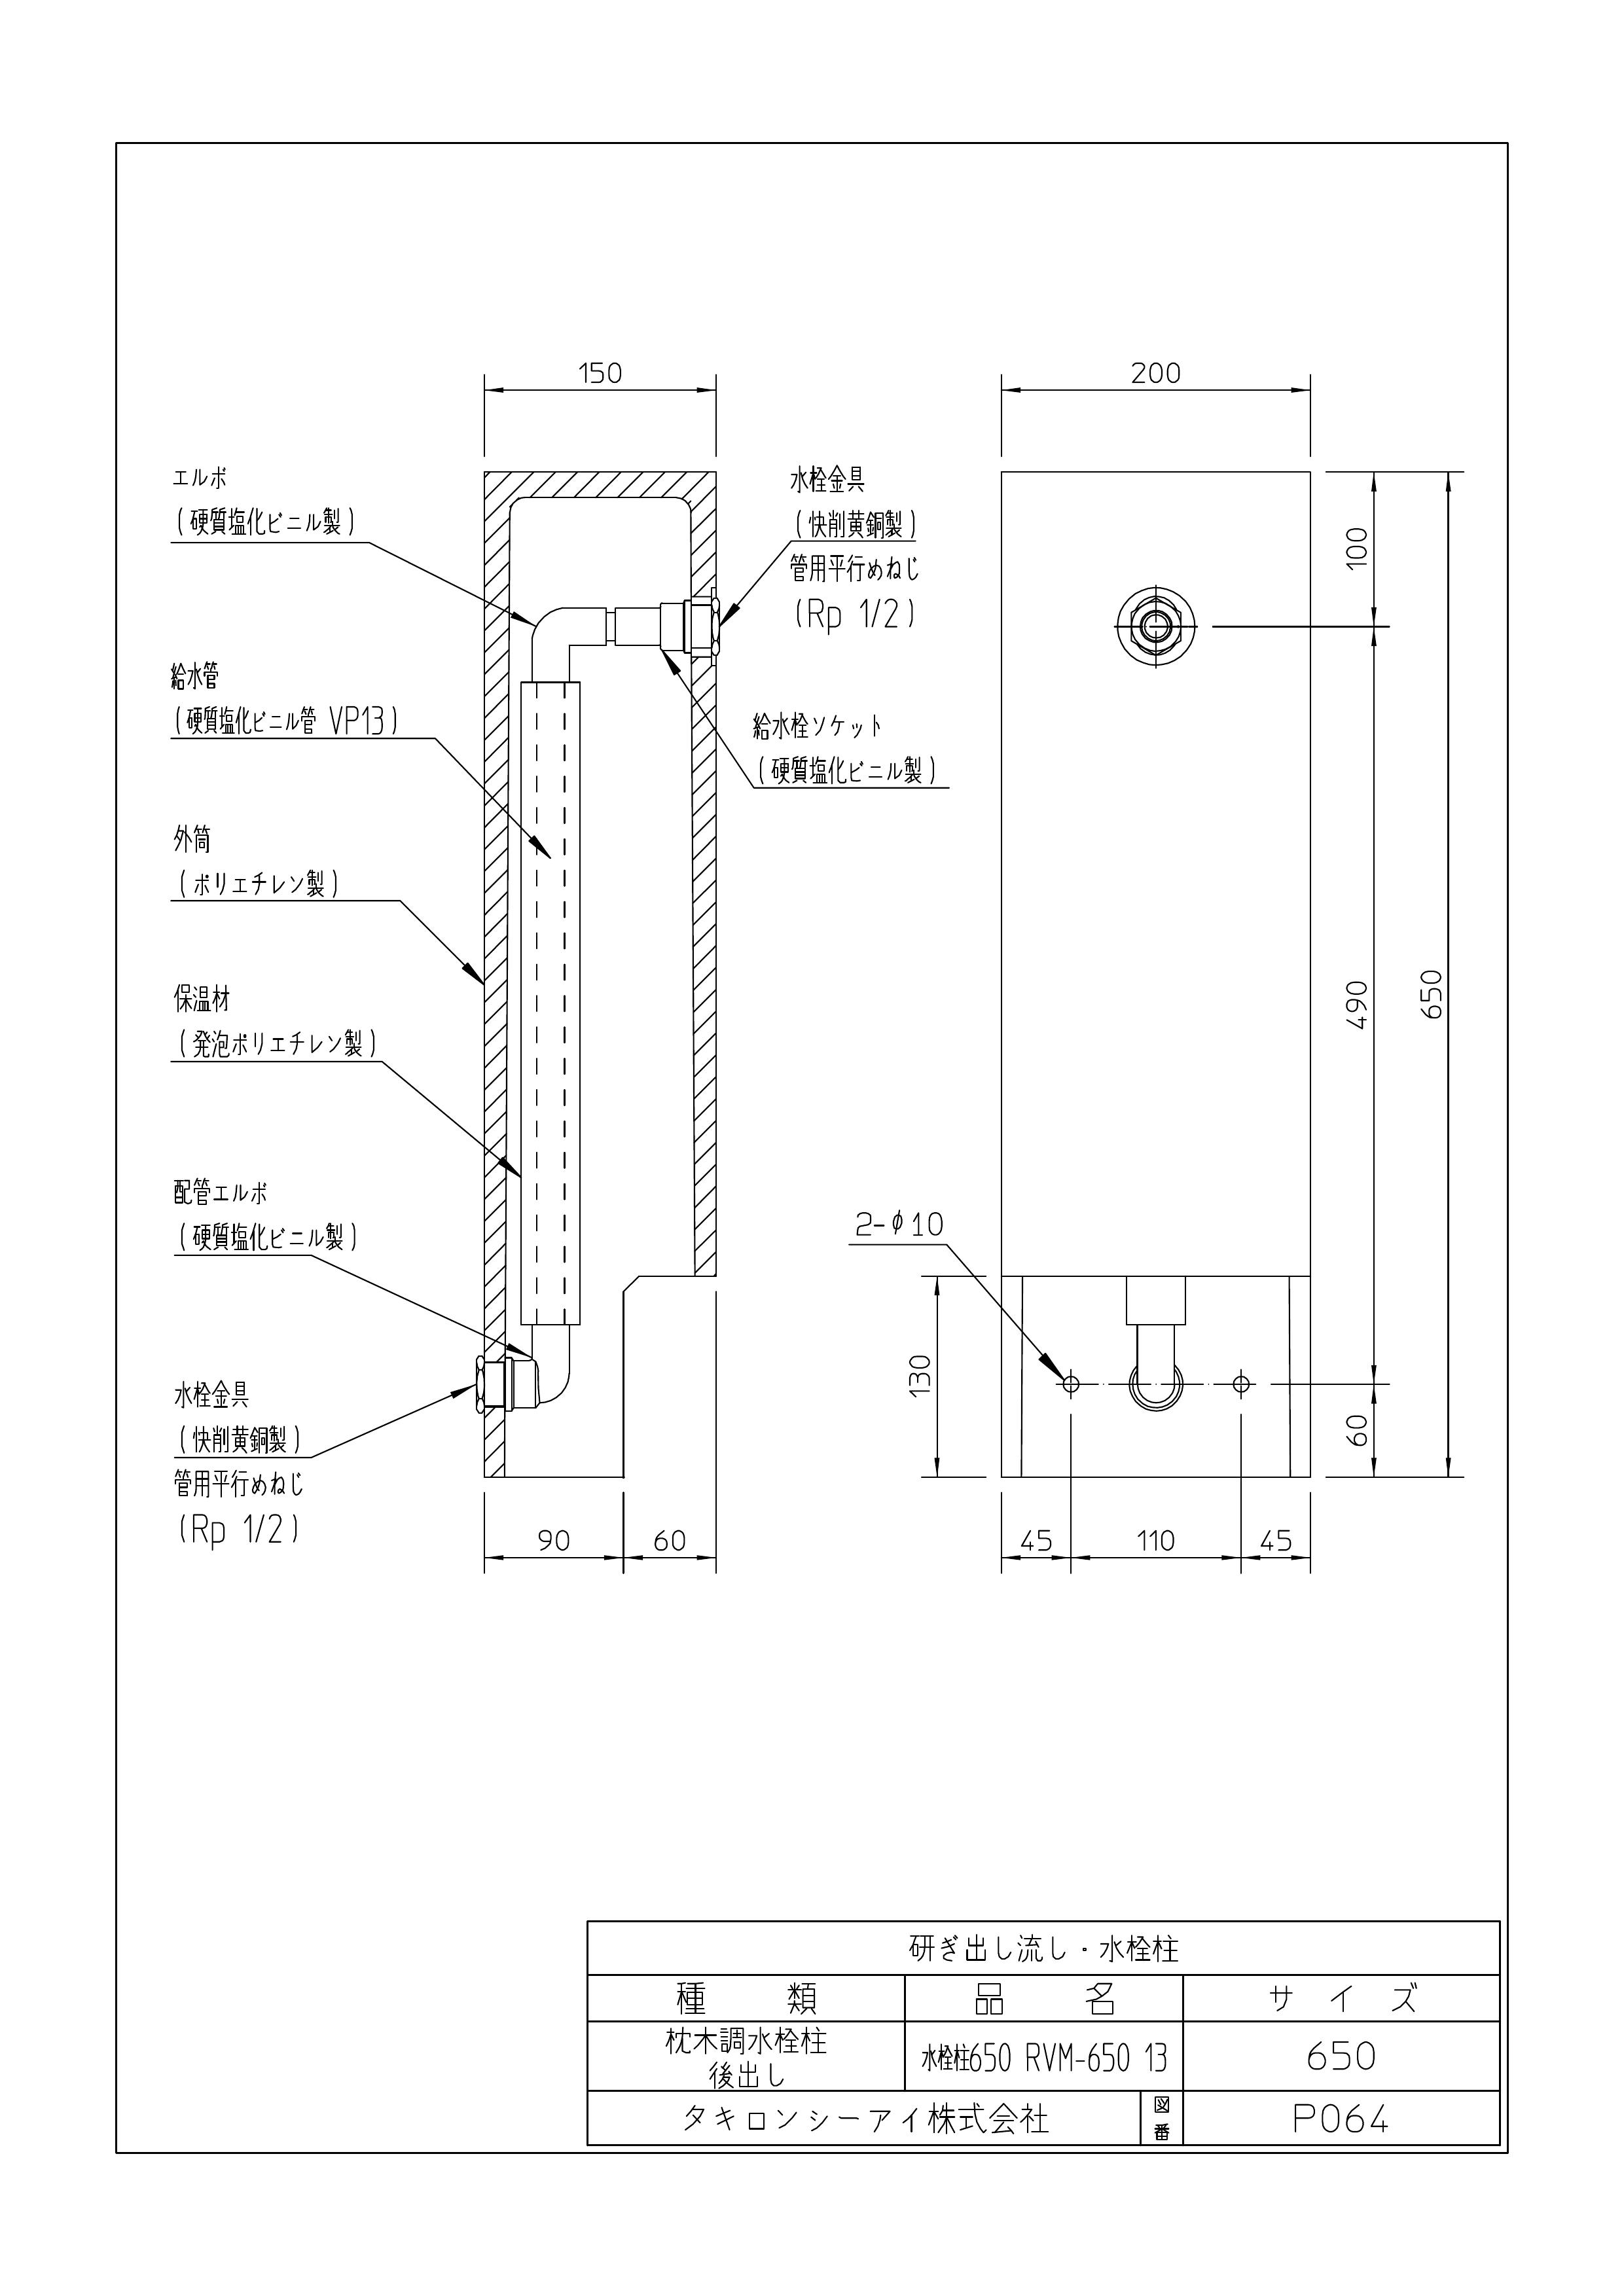 150
200
エルボ
(硬質塩化ビニル製)
水栓金具
(快削黄銅製)
管用平行めねじ
(Rp 1/2)
100
給水管
(硬質塩化ビニル管 VP13)
給水栓ソケット
(硬質塩化ビニル製)
外筒
(ポリエチレン製)
保温材
(発泡ポリエチレン製)
490
650
配管エルボ
(硬質塩化ビニル製)
2-φ10
130
水栓金具
(快削黄銅製)
管用平行めねじ
(Rp 1/2)
60
90
60
45
110
45
研ぎ出し流し・水栓柱
種 類
品 名
サ イ ズ
枕木調水栓柱
後出し
水栓柱650 RVM-650 13
650
タキロンシーアイ株式会社
図番
P064